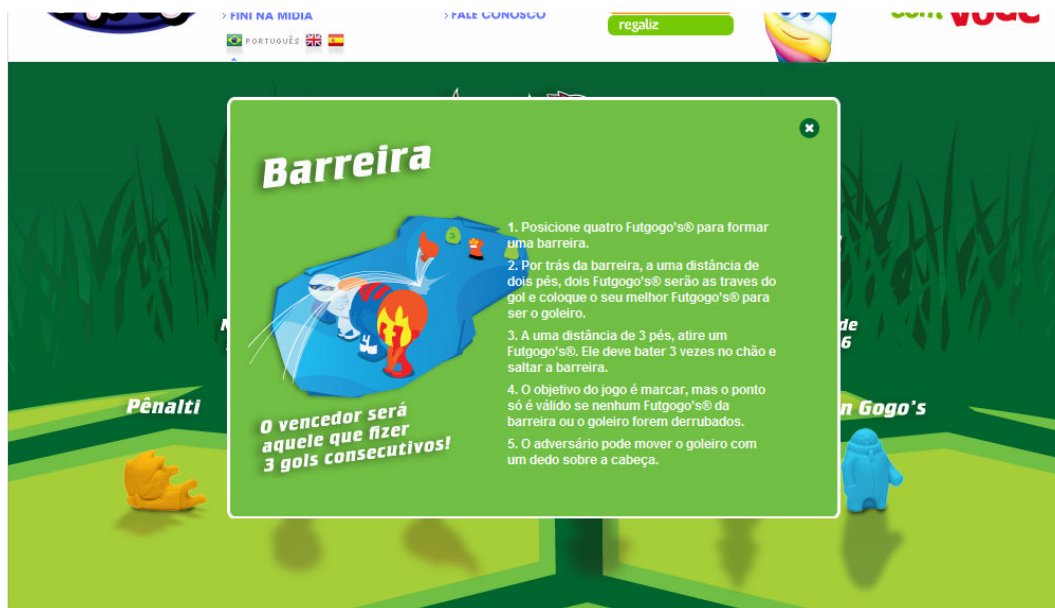 > FINI NA MÍDIA
> FALE CONOSCO
regaliz
com VOCÊ
PORTUGUÊS
Barreira
1. Posicione quatro Futgogo's® para formar
uma barreira.
2. Por trás da barreira, a uma distância de
dois pés, dois Futgogo's® serão as traves do
gol e coloque o seu melhor Futgogo's® para
ser o goleiro.
3. A uma distância de 3 pés, atire um
Futgogo's®. Ele deve bater 3 vezes no chão e
saltar a barreira.
4. O objetivo do jogo é marcar, mas o ponto
só é válido se nenhum Futgogo's® da
barreira ou o goleiro forem derrubados.
5. O adversário pode mover o goleiro com
um dedo sobre a cabeça.
O vencedor será
aquele que fizer
3 gols consecutivos!
Pênalti
de
6
Gogo's